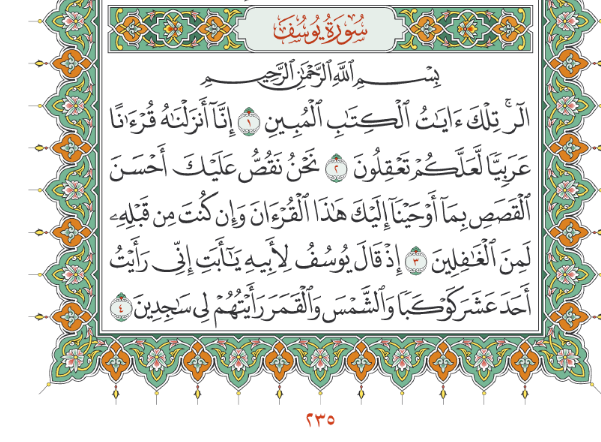 سُورَةُ يُوسُفَ
بِسْمِ ٱللَّهِ ٱلرَّحْمَٰنِ ٱلرَّحِيمِ
الٓر ۚ تِلْكَ ءَايَٰتُ ٱلْكِتَٰبِ ٱلْمُبِينِ ١ إِنَّآ أَنزَلْنَٰهُ قُرْءَٰنًا
عَرَبِيًّا لَّعَلَّكُمْ تَعْقِلُونَ ٢ نَحْنُ نَقُصُّ عَلَيْكَ أَحْسَنَ
ٱلْقَصَصِ بِمَآ أَوْحَيْنَآ إِلَيْكَ هَٰذَا ٱلْقُرْءَانَ وَإِن كُنتَ مِن قَبْلِهِۦ
لَمِنَ ٱلْغَٰفِلِينَ ٣ إِذْ قَالَ يُوسُفُ لِأَبِيهِ يَٰٓأَبَتِ إِنِّى رَأَيْتُ
أَحَدَ عَشَرَ كَوْكَبًا وَٱلشَّمْسَ وَٱلْقَمَرَ رَأَيْتُهُمْ لِى سَٰجِدِينَ ٤
٢٣٥